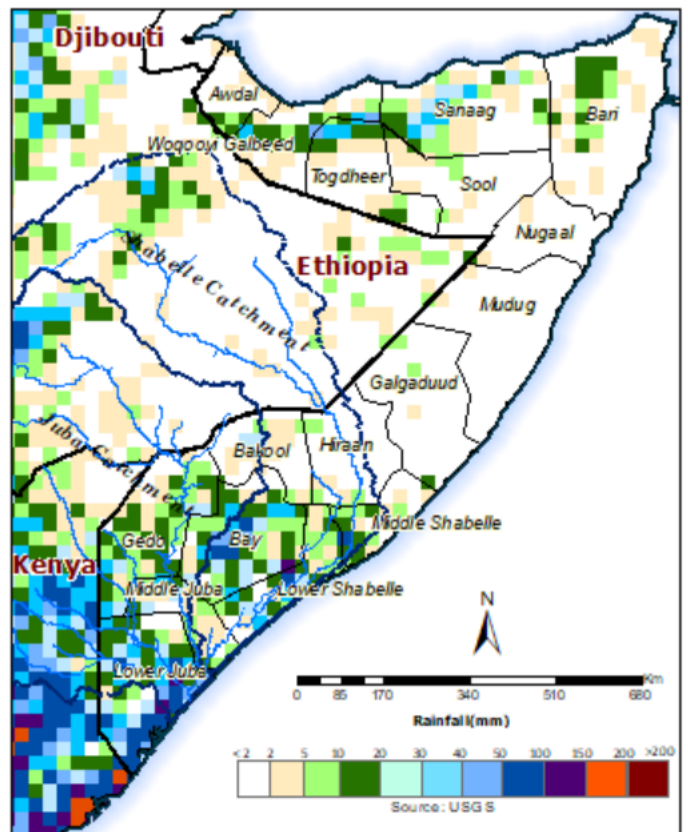 Djibouti
Awdal
Sanaag
Bari
Woqooyi Galbeed
Togdheer
Sool
Nugaal
Shabelle Catchment
Ethiopia
Mudug
Galgaduud
Juba Catchment
Bakool
Hiraan
Gedo
Bay
Middle Shabelle
Kenya
Middle Juba
Lower Shabelle
N
Lower Juba
Km
0 85 170 340 510 680
Rainfall(mm)
<2 2 5 10 20 30 40 50 100 150 200 >200
Source: USGS